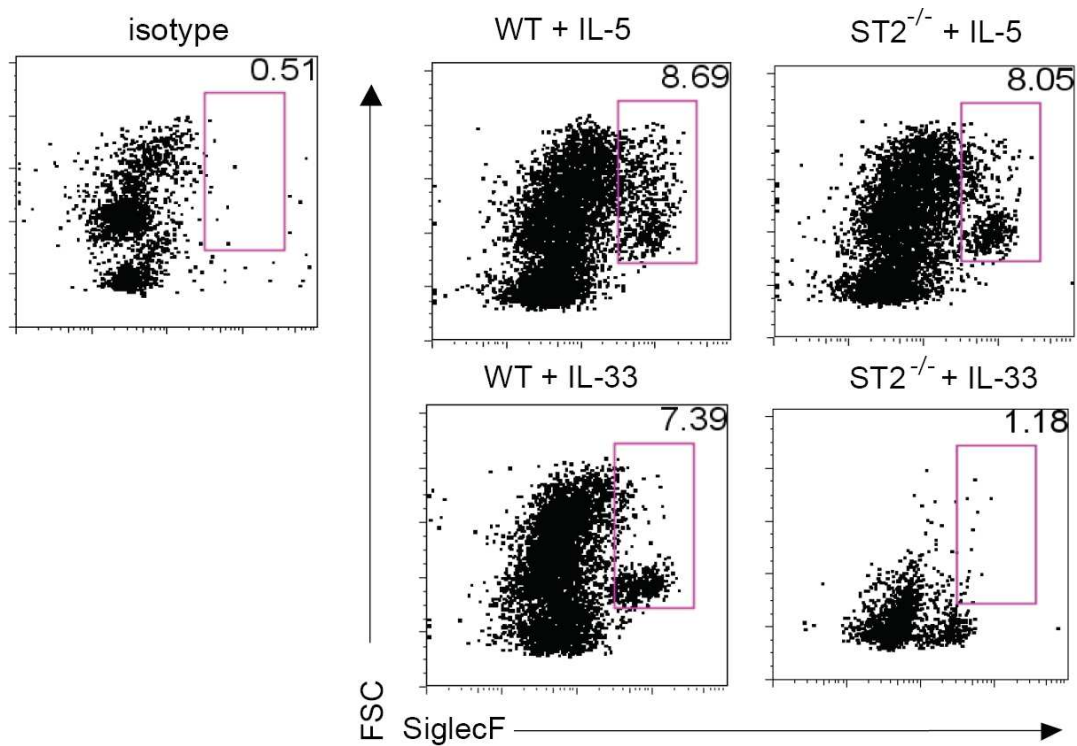 isotype
0.51
WT + IL-5
8.69
ST2-/- + IL-5
8.05
WT + IL-33
7.39
ST2-/- + IL-33
1.18
FSC
SiglecF